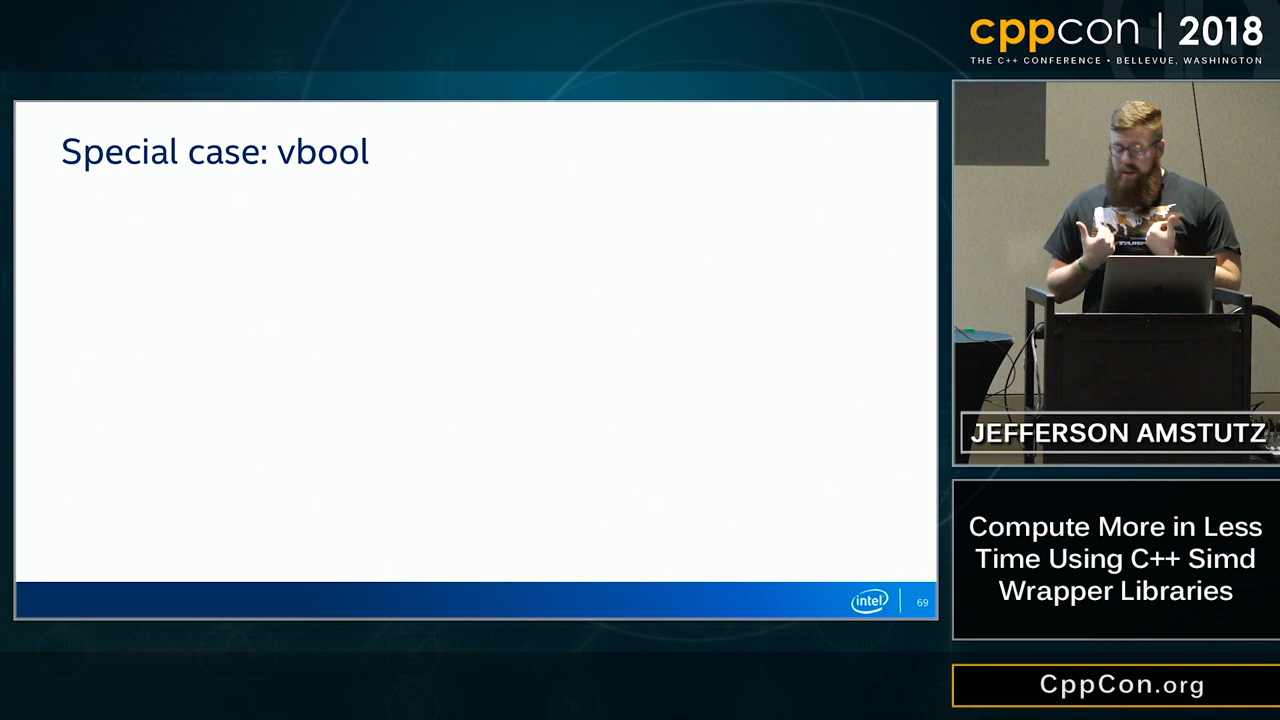 cppcon | 2018
THE C++ CONFERENCE • BELLEVUE, WASHINGTON
Special case: vbool
JEFFERSON AMSTUTZ
Compute More in Less
Time Using C++ Simd
Wrapper Libraries
intel
69
CppCon.org